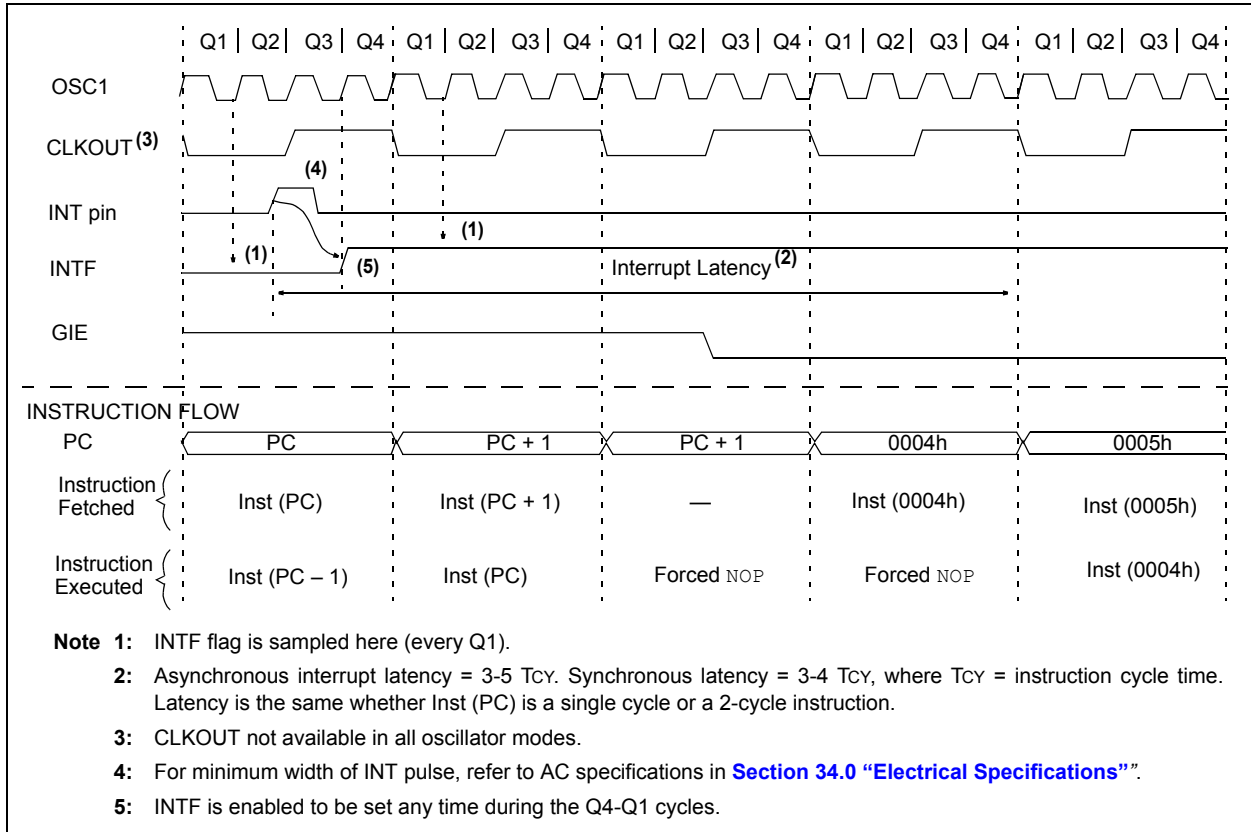 Q1 Q2 Q3 Q4 Q1 Q2 Q3 Q4 Q1 Q2 Q3 Q4 Q1 Q2 Q3 Q4 Q1 Q2 Q3 Q4
OSC1
CLKOUT (3)
(4)
INT pin
(1)
(1)
INTF
(5)
Interrupt Latency (2)
GIE
INSTRUCTION FLOW
PC PC PC + 1 PC + 1 0004h 0005h
Instruction
Fetched
Inst (PC) Inst (PC + 1) — Inst (0004h) Inst (0005h)
Instruction
Executed
Inst (PC – 1) Inst (PC) Forced NOP Forced NOP Inst (0004h)
Note 1: INTF flag is sampled here (every Q1).
2: Asynchronous interrupt latency = 3-5 TCY. Synchronous latency = 3-4 TCY, where TCY = instruction cycle time.
Latency is the same whether Inst (PC) is a single cycle or a 2-cycle instruction.
3: CLKOUT not available in all oscillator modes.
4: For minimum width of INT pulse, refer to AC specifications in Section 34.0 “Electrical Specifications””.
5: INTF is enabled to be set any time during the Q4-Q1 cycles.